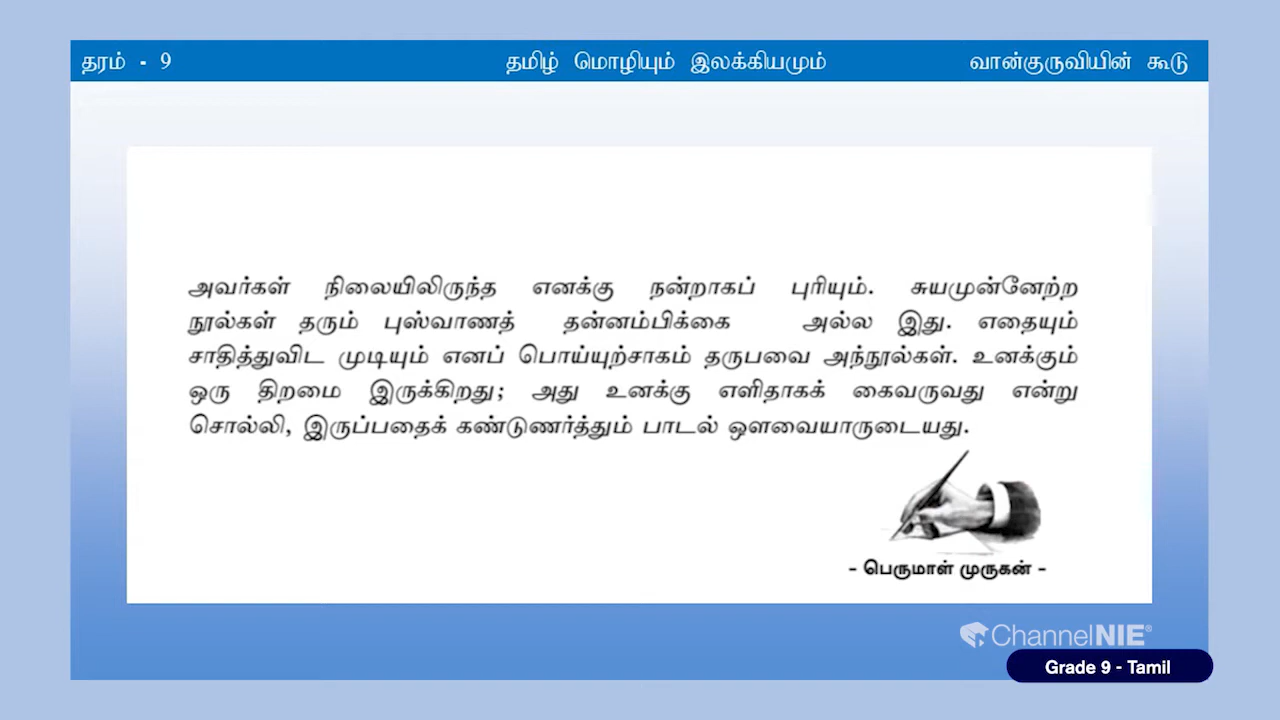 தரம் - 9 தமிழ் மொழியும் இலக்கியமும் வான்குருவியின் கூடு
அவர்கள் நிலையிலிருந்த எனக்கு நன்றாகப் புரியும். சுயமுன்னேற்ற
நூல்கள் தரும் புஸ்வாணத் தன்னம்பிக்கை அல்ல இது. எதையும்
சாதித்துவிட முடியும் எனப் பொய்யுற்சாகம் தருபவை அந்நூல்கள். உனக்கும்
ஒரு திறமை இருக்கிறது; அது உனக்கு எளிதாகக் கைவருவது என்று
சொல்லி, இருப்பதைக் கண்டுணர்த்தும் பாடல் ஔவையாருடையது.
- பெருமாள் முருகன் -
ChannelNIE®
Grade 9 - Tamil